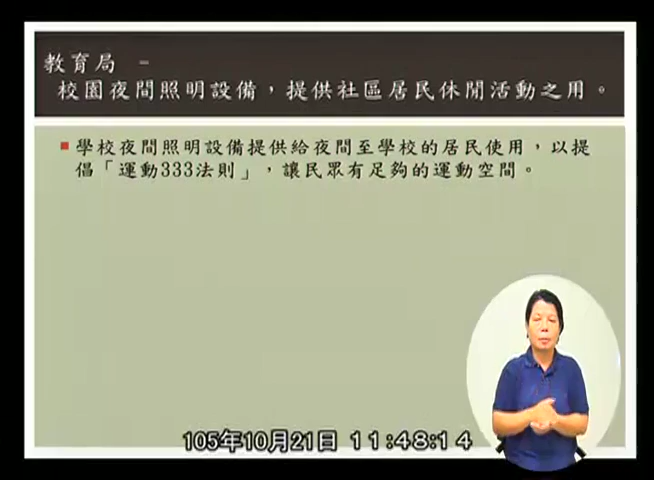 教育局 -
校園夜間照明設備，提供社區居民休閒活動之用。
學校夜間照明設備提供給夜間至學校的居民使用，以提
倡「運動333法則」，讓民眾有足夠的運動空間。
105年10月21日 11:48:14